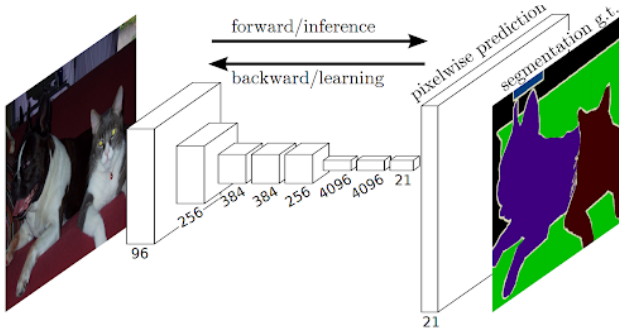 forward/inference
backward/learning
pixelwise prediction
segmentation g.t.
96
256
384
384
256
4096
4096
21
21